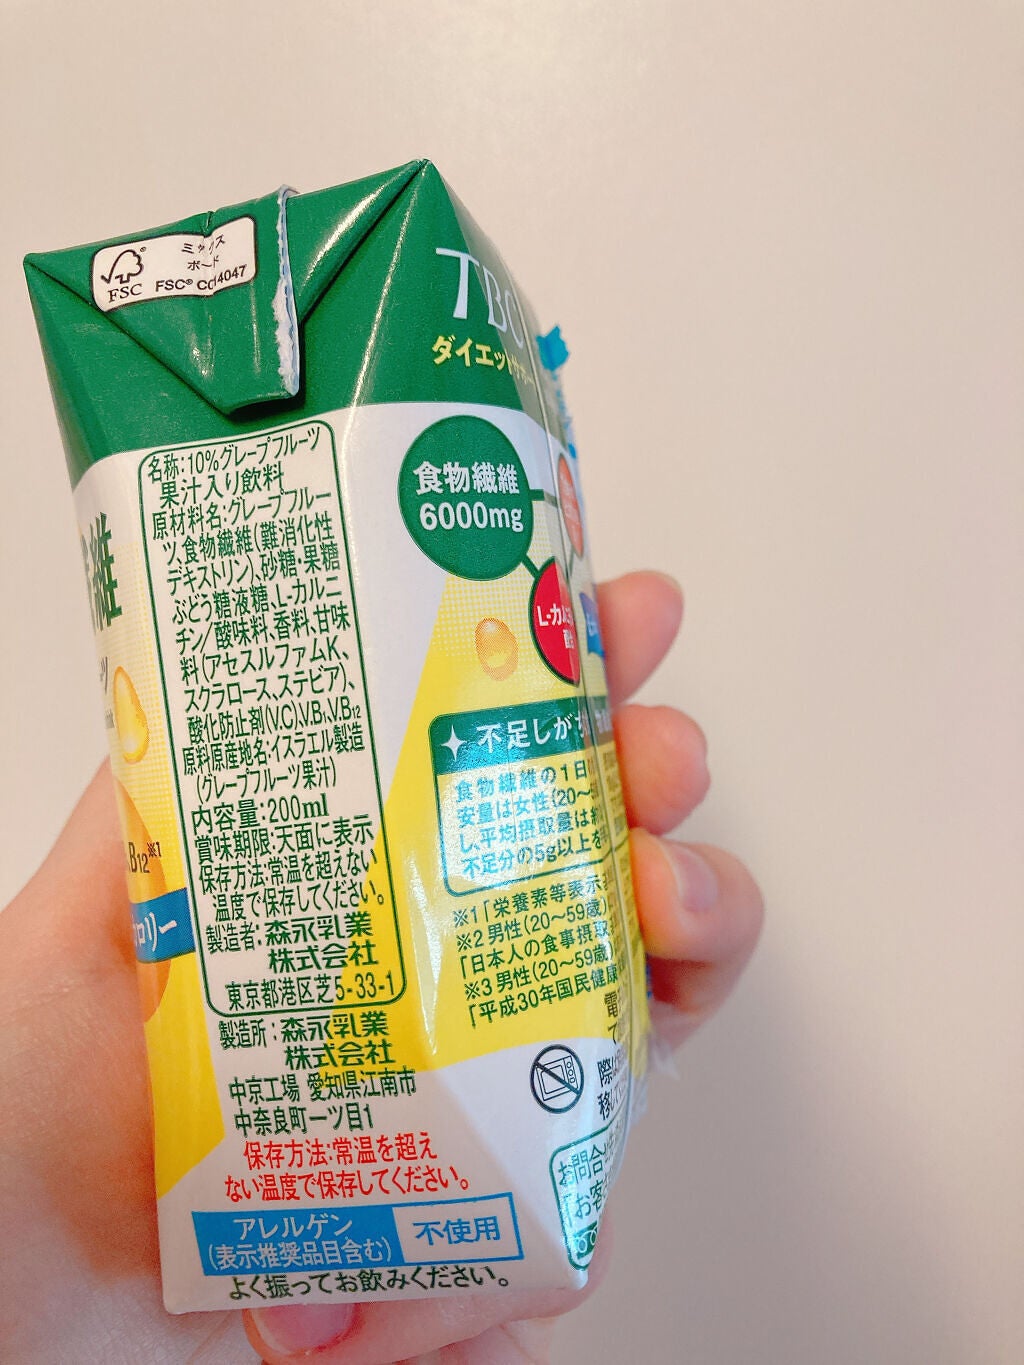 ミックス
ボード
FSC
FSC®
TBC
ダイエット
維
食物繊維
6000mg
名称:10%グレープフルーツ
果汁入り飲料
原材料名:グレープフルー
ツ、食物繊維(難消化性
デキストリン)、砂糖・果糖
ぶどう糖液糖、L-カルニ
チン/酸味料、香料、甘味
料(アセスルファムK、
スクラロース、ステビア)、
酸化防止剤(V.C)、V.B₁、V.B₁₂
原料原産地名:イスラエル製造
(グレープフルーツ果汁)
内容量:200ml
賞味期限:天面に表示
保存方法:常温を超えない
温度で保存してください。
製造者:森永乳業
株式会社
東京都港区芝5-33-1
製造所:森永乳業
株式会社
中京工場 愛知県江南市
中奈良町一ツ目1
保存方法:常温を超え
ない温度で保存してください。
アレルゲン
(表示推奨品目含む)
不使用
よく振ってお飲みください。
B₁₂※1
ロリー
L-カル
不足しが
食物繊維の1日
安量は女性(20〜
し、平均摂取量は
不足分の5g以上を
※1「栄養素等表示
※2 男性(20〜59歳)
「日本人の食事摂取
※3 男性(20〜59歳)
「平成30年国民健康
電
際は
移し
お問合
「お客